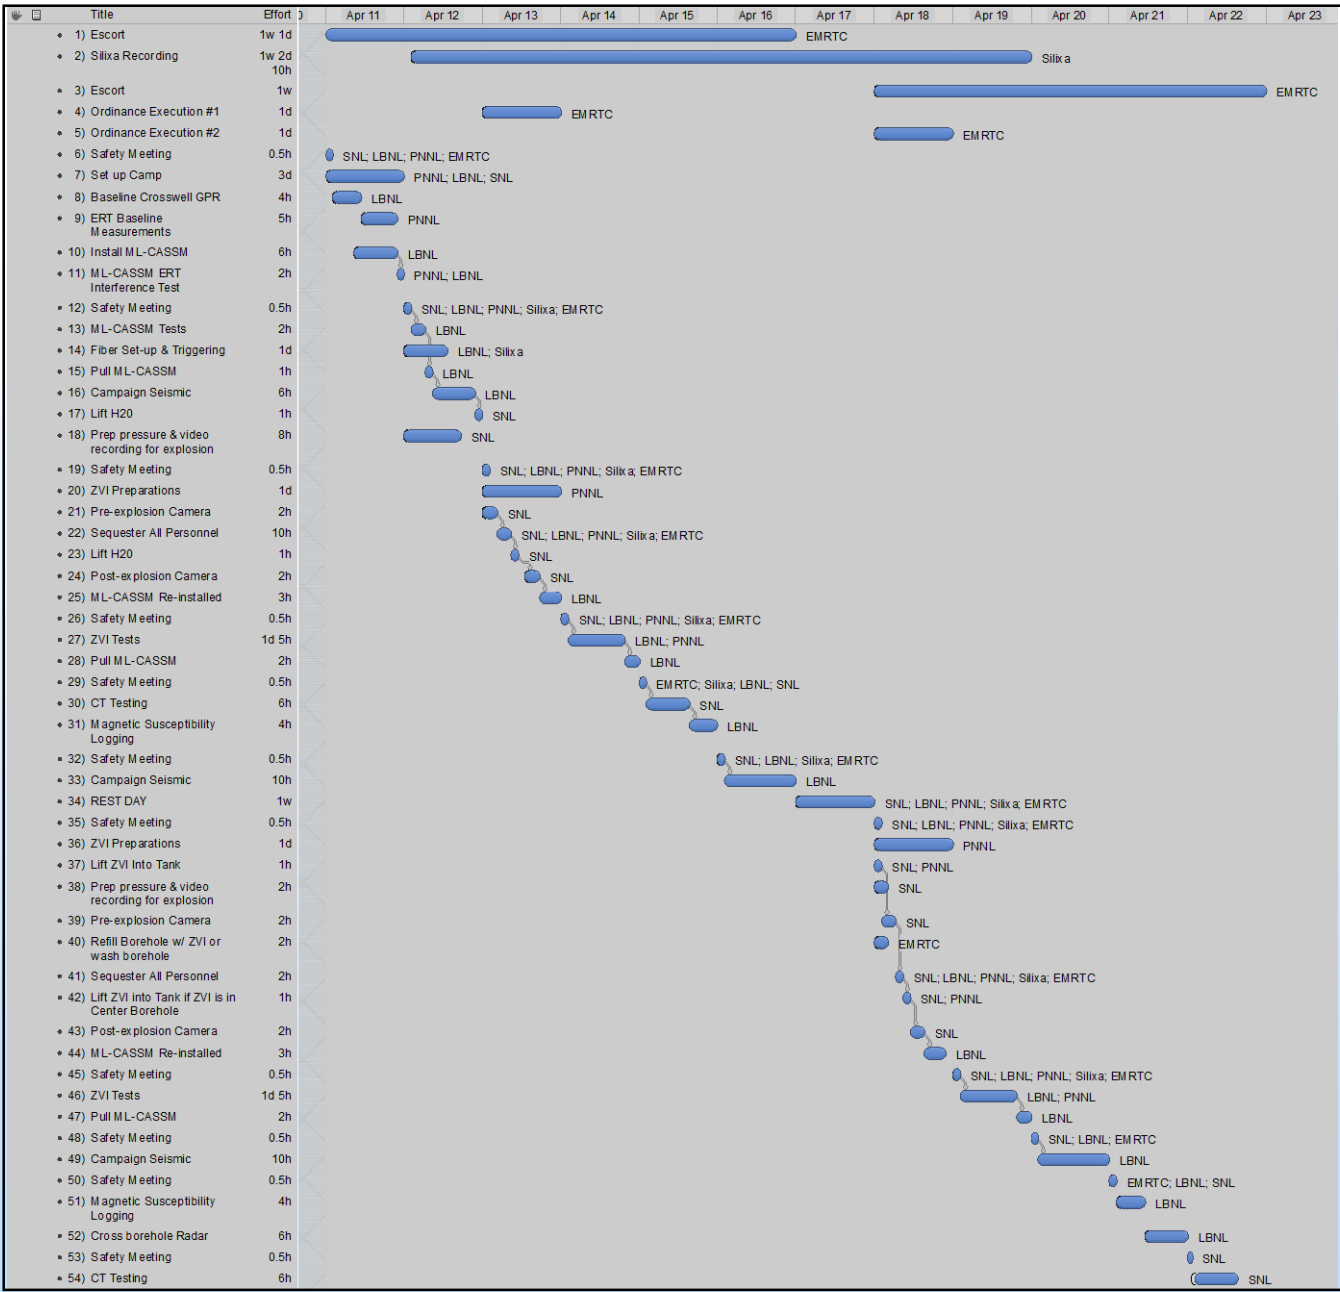 Title Effort 0 Apr 11 Apr 12 Apr 13 Apr 14 Apr 15 Apr 16 Apr 17 Apr 18 Apr 19 Apr 20 Apr 21 Apr 22 Apr 23
1) Escort 1w 1d EMRTC
2) Silixa Recording 1w 2d Silixa
10h
3) Escort 1w EMRTC
4) Ordinance Execution #1 1d EMRTC
5) Ordinance Execution #2 1d EMRTC
6) Safety Meeting 0.5h SNL; LBNL; PNNL; EMRTC
7) Set up Camp 3d PNNL; LBNL; SNL
8) Baseline Crosswell GPR 4h LBNL
9) ERT Baseline 5h PNNL
Measurements
10) Install ML-CASSM 6h LBNL
11) ML-CASSM ERT 2h PNNL; LBNL
Interference Test
12) Safety Meeting 0.5h SNL; LBNL; PNNL; Silixa; EMRTC
13) ML-CASSM Tests 2h LBNL
14) Fiber Set-up & Triggering 1d LBNL; Silixa
15) Pull ML-CASSM 1h LBNL
16) Campaign Seismic 6h LBNL
17) Lift H20 1h SNL
18) Prep pressure & video 8h SNL
recording for explosion
19) Safety Meeting 0.5h SNL; LBNL; PNNL; Silixa; EMRTC
20) ZVI Preparations 1d PNNL
21) Pre-explosion Camera 2h SNL
22) Sequester All Personnel 10h SNL; LBNL; PNNL; Silixa; EMRTC
23) Lift H20 1h SNL
24) Post-explosion Camera 2h SNL
25) ML-CASSM Re-installed 3h LBNL
26) Safety Meeting 0.5h SNL; LBNL; PNNL; Silixa; EMRTC
27) ZVI Tests 1d 5h LBNL; PNNL
28) Pull ML-CASSM 2h LBNL
29) Safety Meeting 0.5h EMRTC; Silixa; LBNL; SNL
30) CT Testing 6h SNL
31) Magnetic Susceptibility 4h LBNL
Logging
32) Safety Meeting 0.5h SNL; LBNL; Silixa; EMRTC
33) Campaign Seismic 10h LBNL
34) REST DAY 1w SNL; LBNL; PNNL; Silixa; EMRTC
35) Safety Meeting 0.5h SNL; LBNL; PNNL; Silixa; EMRTC
36) ZVI Preparations 1d PNNL
37) Lift ZVI Into Tank 1h SNL; PNNL
38) Prep pressure & video 2h SNL
recording for explosion
39) Pre-explosion Camera 2h SNL
40) Refill Borehole w/ ZVI or 2h EMRTC
wash borehole
41) Sequester All Personnel 2h SNL; LBNL; PNNL; Silixa; EMRTC
42) Lift ZVI into Tank if ZVI is in 1h SNL; PNNL
Center Borehole
43) Post-explosion Camera 2h SNL
44) ML-CASSM Re-installed 3h LBNL
45) Safety Meeting 0.5h SNL; LBNL; PNNL; Silixa; EMRTC
46) ZVI Tests 1d 5h LBNL; PNNL
47) Pull ML-CASSM 2h LBNL
48) Safety Meeting 0.5h SNL; LBNL; EMRTC
49) Campaign Seismic 10h LBNL
50) Safety Meeting 0.5h EMRTC; LBNL; SNL
51) Magnetic Susceptibility 4h LBNL
Logging
52) Cross borehole Radar 6h LBNL
53) Safety Meeting 0.5h SNL
54) CT Testing 6h SNL